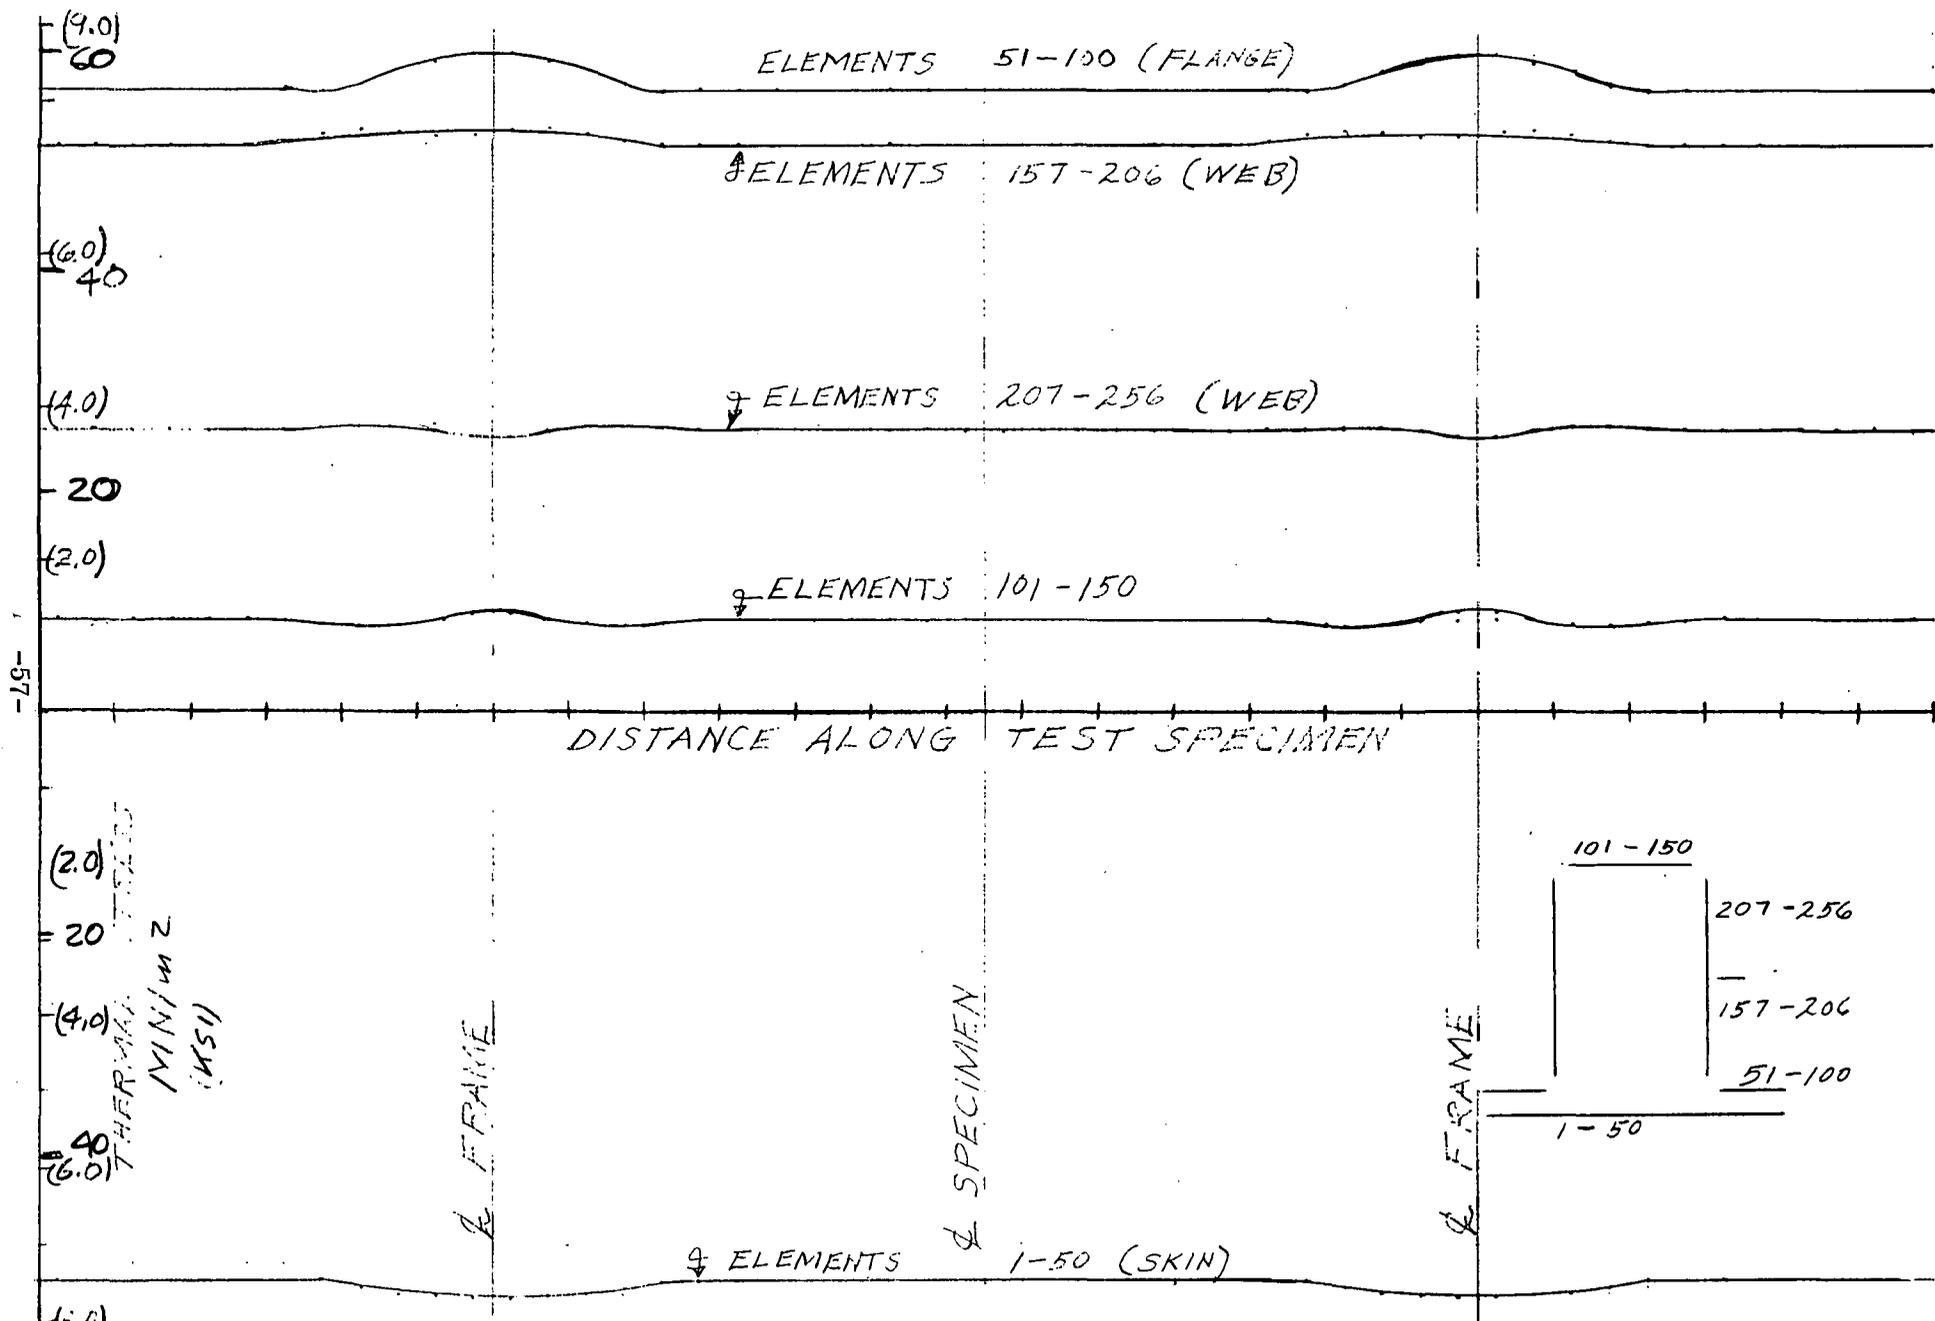 (9.0)
60
ELEMENTS 51-100 (FLANGE)
ELEMENTS 157-206 (WEB)
(6.0)
40
(4.0)
ELEMENTS 207-256 (WEB)
20
(2.0)
ELEMENTS 101-150
-57-
DISTANCE ALONG TEST SPECIMEN
(2.0)
20
(4.0)
40
(6.0)
THERMAL
MN/m2
(KSI)
℄ FRAME
℄ SPECIMEN
℄ FRAME
101-150
207-256
157-206
51-100
1-50
ELEMENTS 1-50 (SKIN)